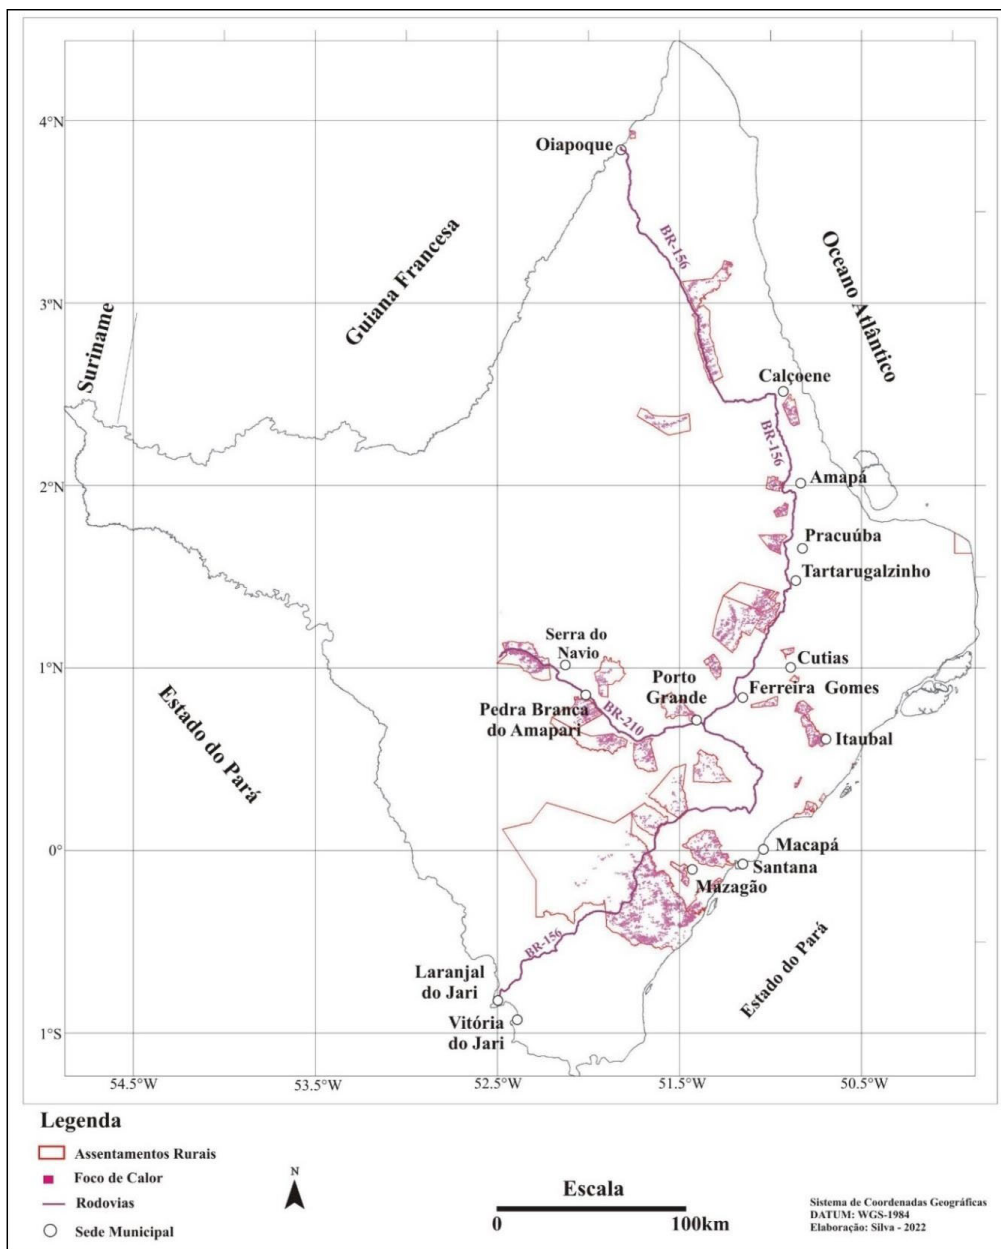 4°N
Oiapoque
BR-156
Oceano Atlântico
Guiana Francesa
Suriname
3°N
Calçoene
BR-156
2°N
Amapá
Pracuúba
Tartarugalzinho
Serra do
Navio
1°N
Cutias
Porto
Grande
Ferreira Gomes
Pedra Branca
do Amapari
BR-210
Itaubal
Estado do Pará
0°
Macapá
Santana
Mazagão
BR-156
Estado do Pará
Laranjal
do Jari
Vitória
do Jari
1°S
54.5°W
53.5°W
52.5°W
51.5°W
50.5°W
Legenda
Assentamentos Rurais
Foco de Calor
Rodovias
Sede Municipal
N
Escala
0
100km
Sistema de Coordenadas Geográficas
DATUM: WGS-1984
Elaboração: Silva - 2022